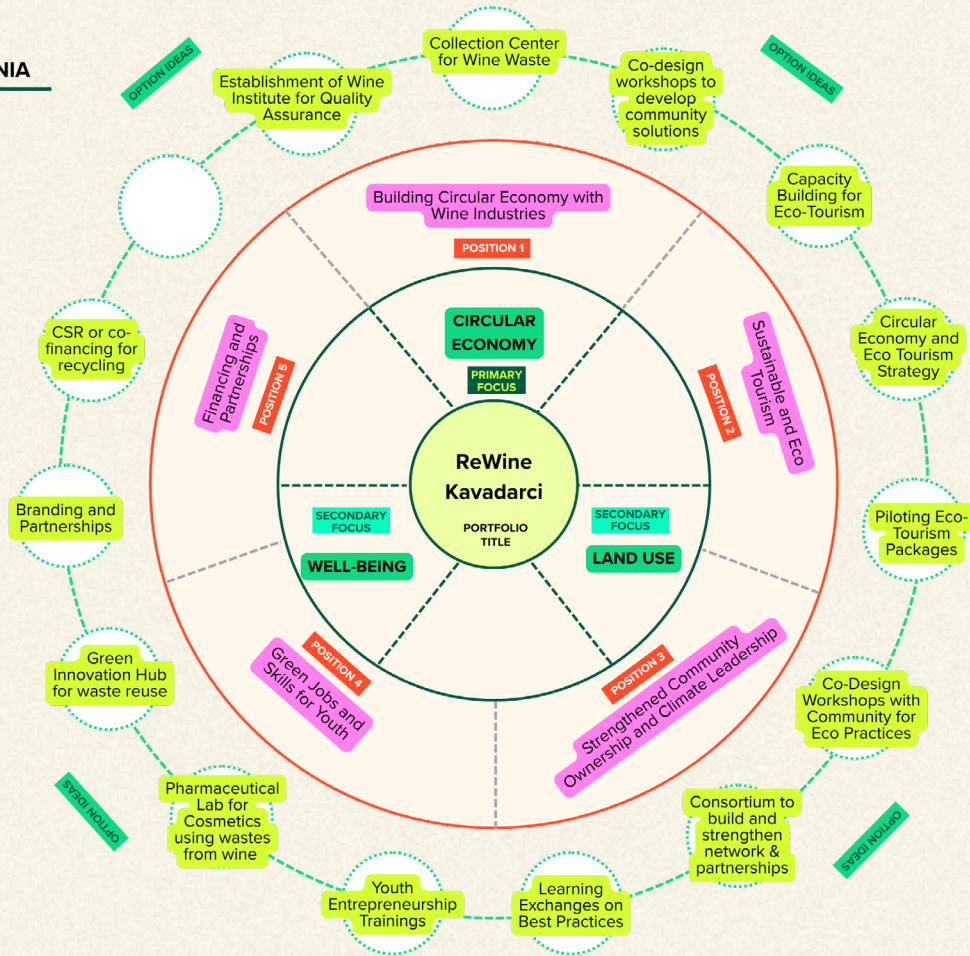 NIA
OPTION IDEAS
OPTION IDEAS
Collection Center
for Wine Waste
Co-design
workshops to
develop
community
solutions
Capacity
Building for
Eco-Tourism
Circular
Economy and
Eco Tourism
Strategy
Piloting Eco-
Tourism
Packages
Co-Design
Workshops with
Community for
Eco Practices
Consortium to
build and
strengthen
network &
partnerships
Learning
Exchanges on
Best Practices
Youth
Entrepreneurship
Trainings
Pharmaceutical
Lab for
Cosmetics
using wastes
from wine
Green
Innovation Hub
for waste reuse
Branding and
Partnerships
CSR or co-
financing for
recycling
Establishment of Wine
Institute for Quality
Assurance
OPTION IDEAS
OPTION IDEAS
Building Circular Economy with
Wine Industries
POSITION 1
Sustainable and Eco
Tourism
POSITION 2
Strengthened Community
Ownership and Climate Leadership
POSITION 3
Green Jobs and
Skills for Youth
POSITION 4
Financing and
Partnerships
POSITION 5
CIRCULAR
ECONOMY
PRIMARY
FOCUS
SECONDARY
FOCUS
LAND USE
SECONDARY
FOCUS
WELL-BEING
ReWine
Kavadarci
PORTFOLIO
TITLE